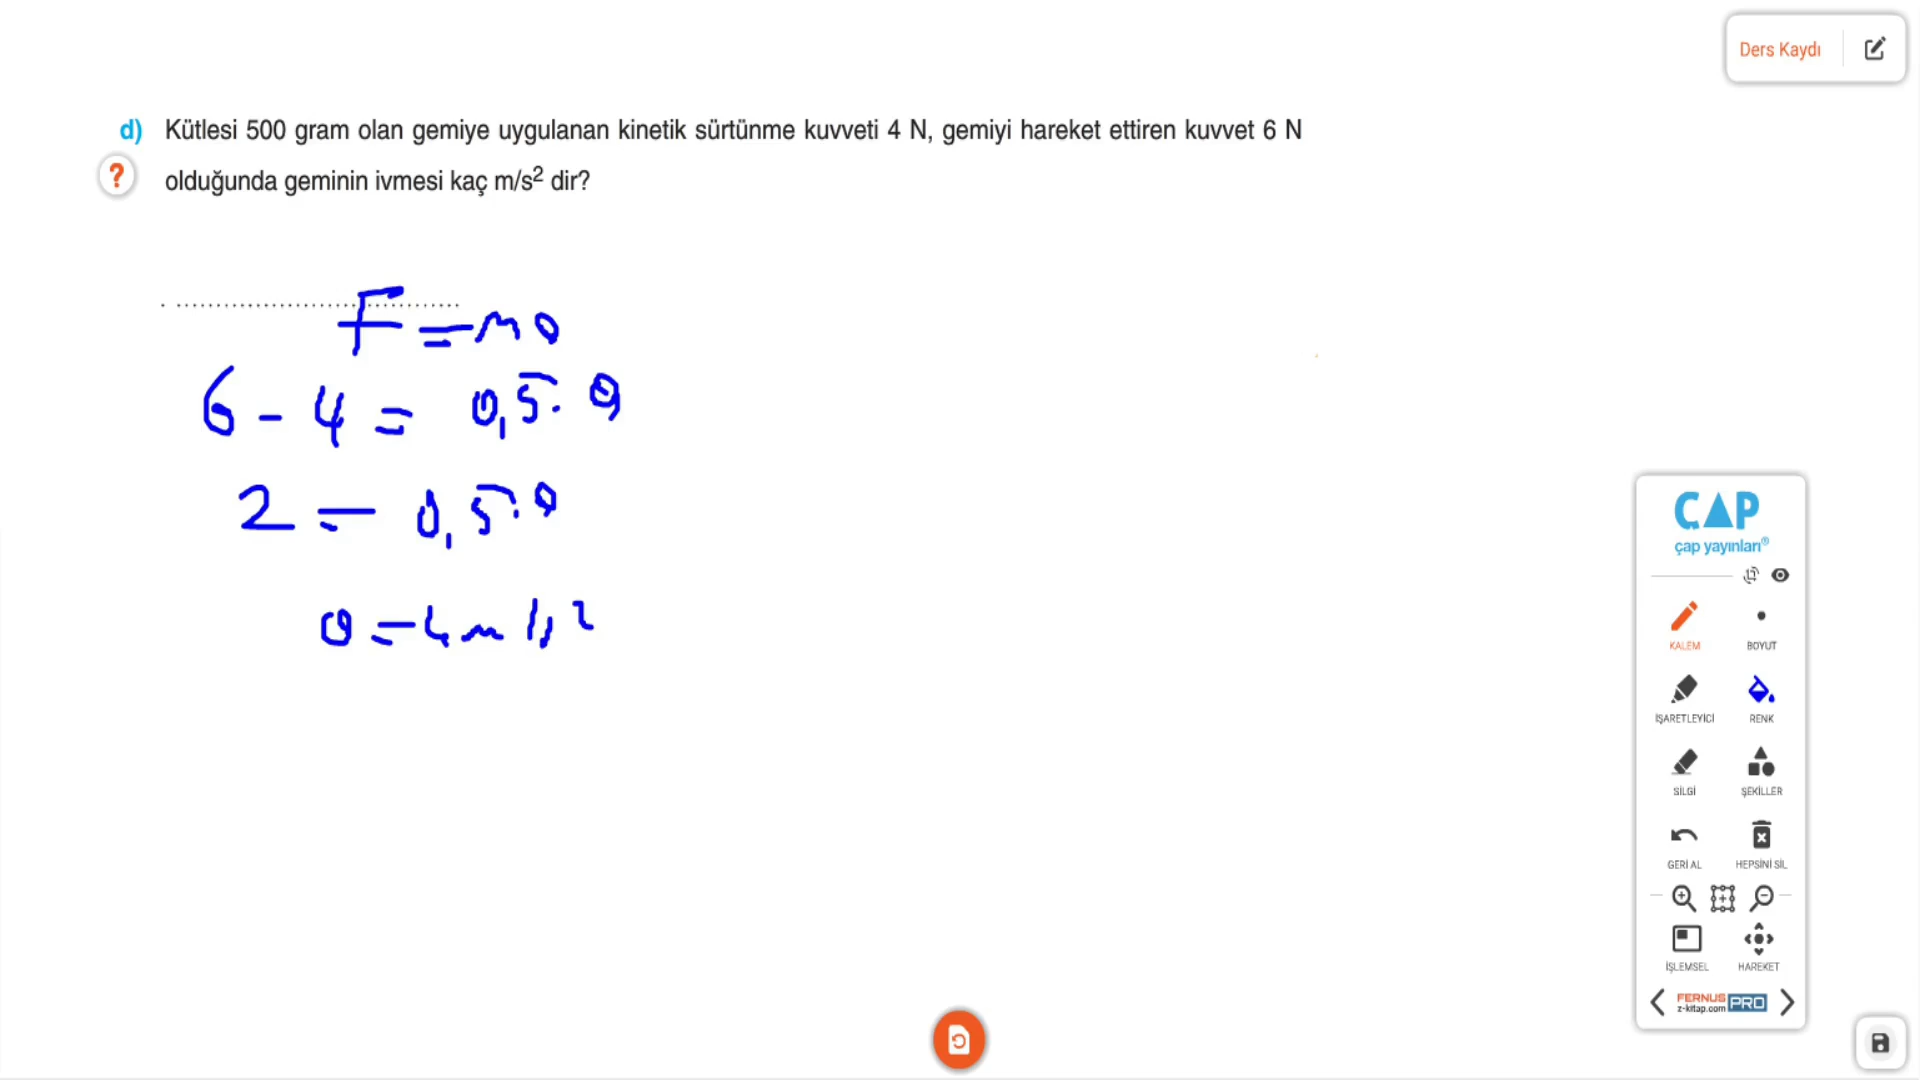 Ders Kaydı
d) Kütlesi 500 gram olan gemiye uygulanan kinetik sürtünme kuvveti 4 N, gemiyi hareket ettiren kuvvet 6 N
? olduğunda geminin ivmesi kaç m/s² dir?
F = m a
6 - 4 = 0,5 . a
2 = 0,5 . a
a = 4 m/s²
ÇAP
çap yayınları®
KALEM BOYUT
İŞARETLEYİCİ RENK
SİLGİ ŞEKİLLER
GERİ AL HEPSİNİ SİL
İŞLEMSEL HAREKET
FERNUS PRO
z-kitap.com